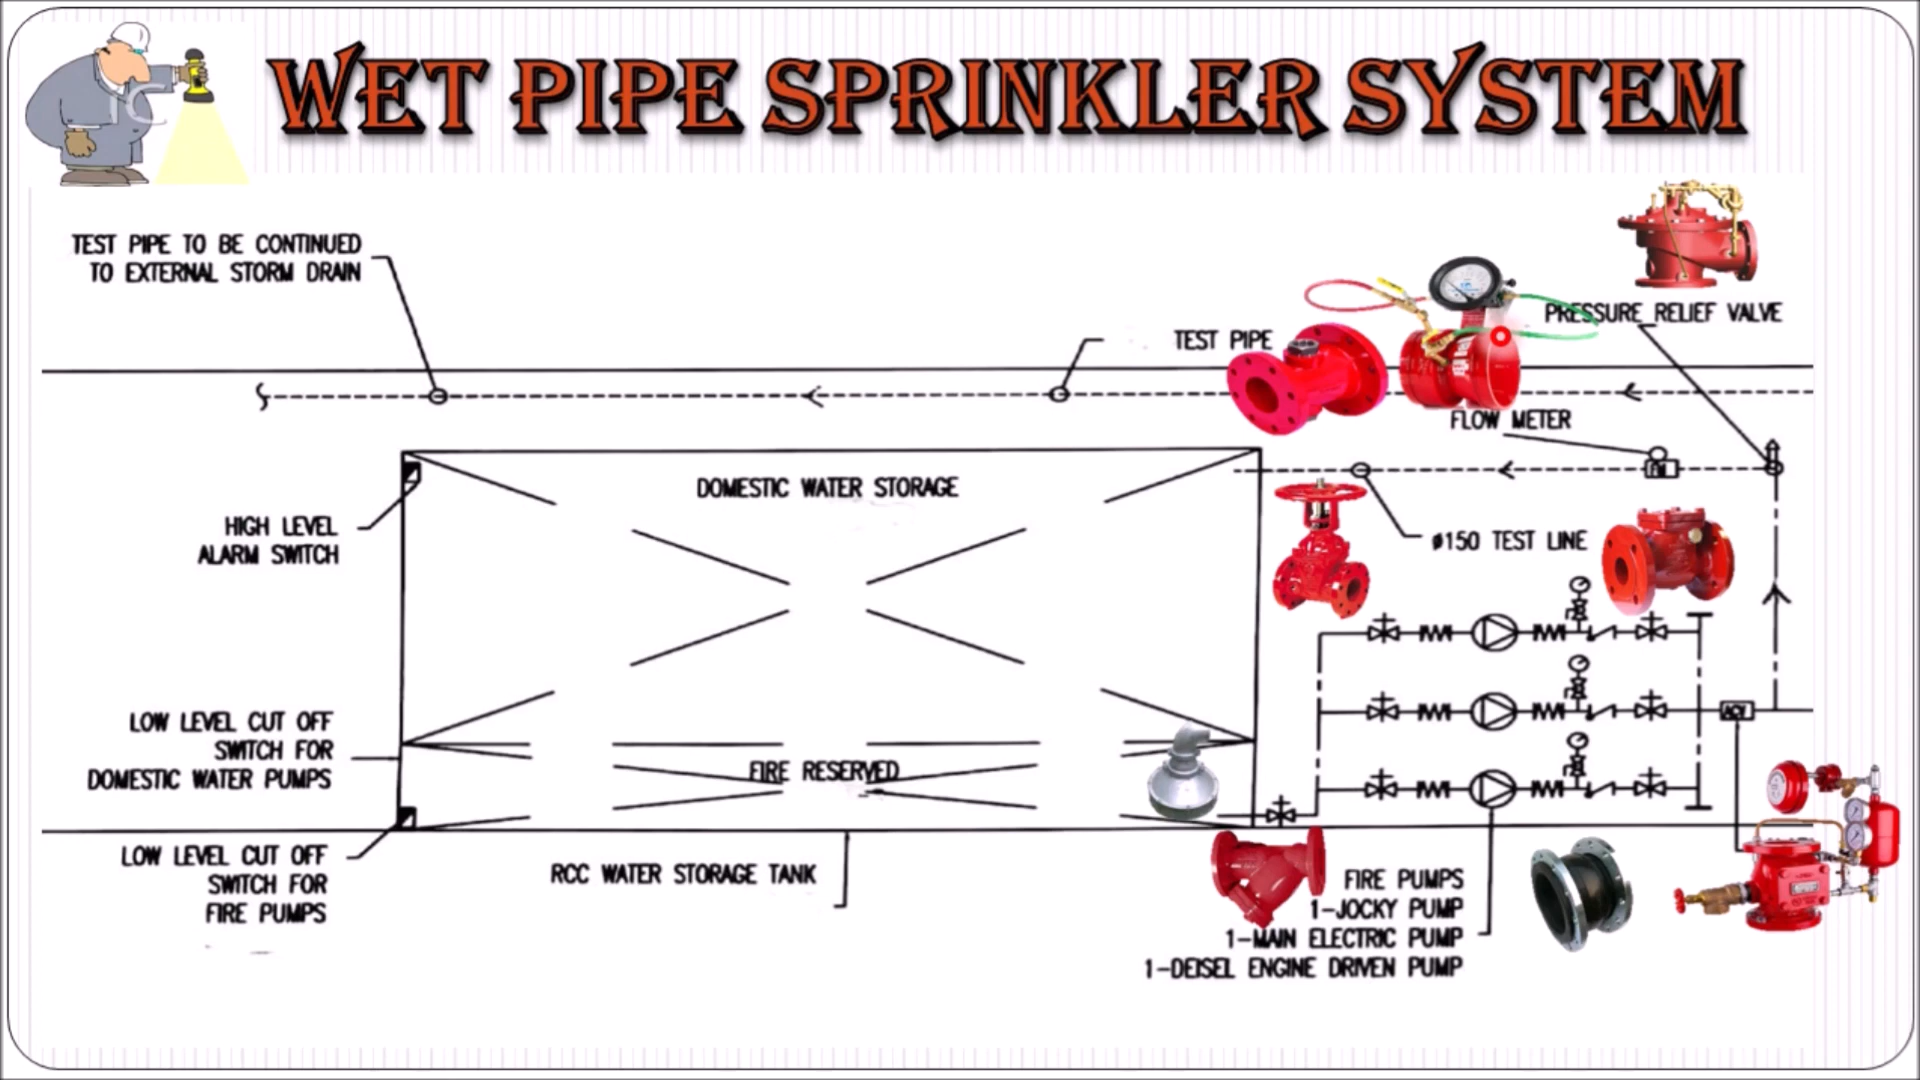 WET PIPE SPRINKLER SYSTEM
TEST PIPE TO BE CONTINUED
TO EXTERNAL STORM DRAIN
PRESSURE RELIEF VALVE
TEST PIPE
FLOW METER
FM
DOMESTIC WATER STORAGE
HIGH LEVEL
ALARM SWITCH
ø150 TEST LINE
LOW LEVEL CUT OFF
SWITCH FOR
DOMESTIC WATER PUMPS
FIRE RESERVED
LOW LEVEL CUT OFF
SWITCH FOR
FIRE PUMPS
RCC WATER STORAGE TANK
FIRE PUMPS
1-JOCKY PUMP
1-MAIN ELECTRIC PUMP
1-DEISEL ENGINE DRIVEN PUMP